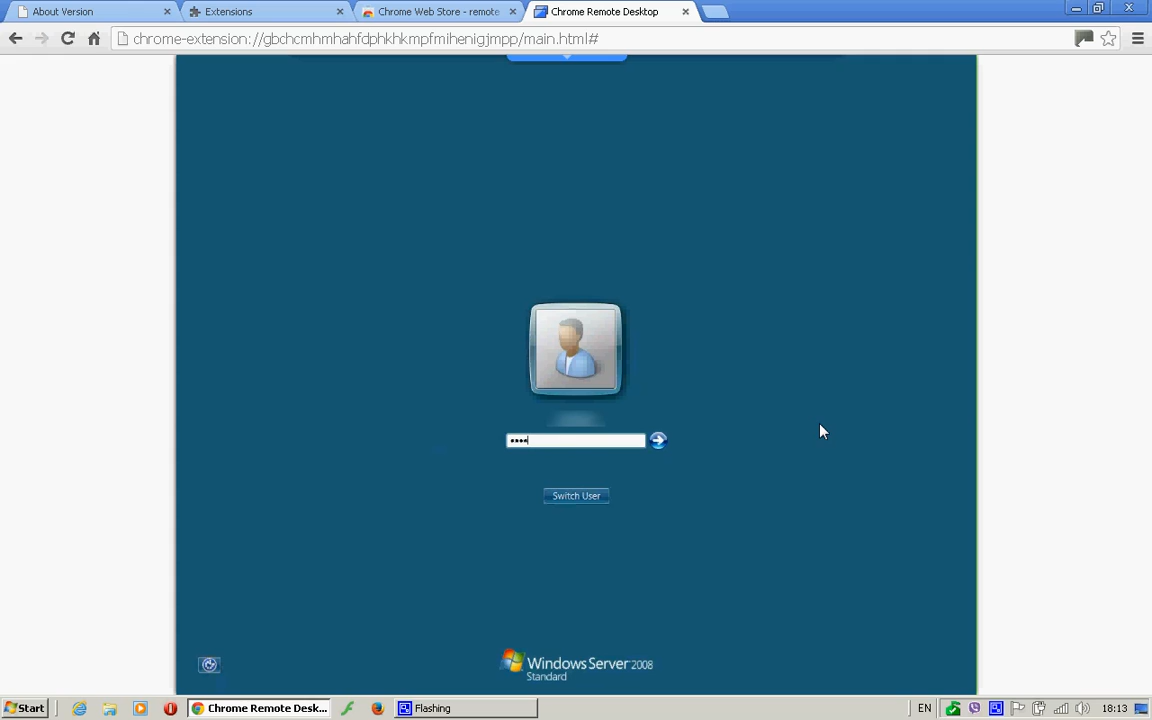 About Version
Extensions
Chrome Web Store - remote
Chrome Remote Desktop
chrome-extension://gbchcmhmhahfdphkhkmpfmihenigjmpp/main.html#
Switch User
Windows Server 2008
Standard
Start
Chrome Remote Desk...
Flashing
EN
18:13